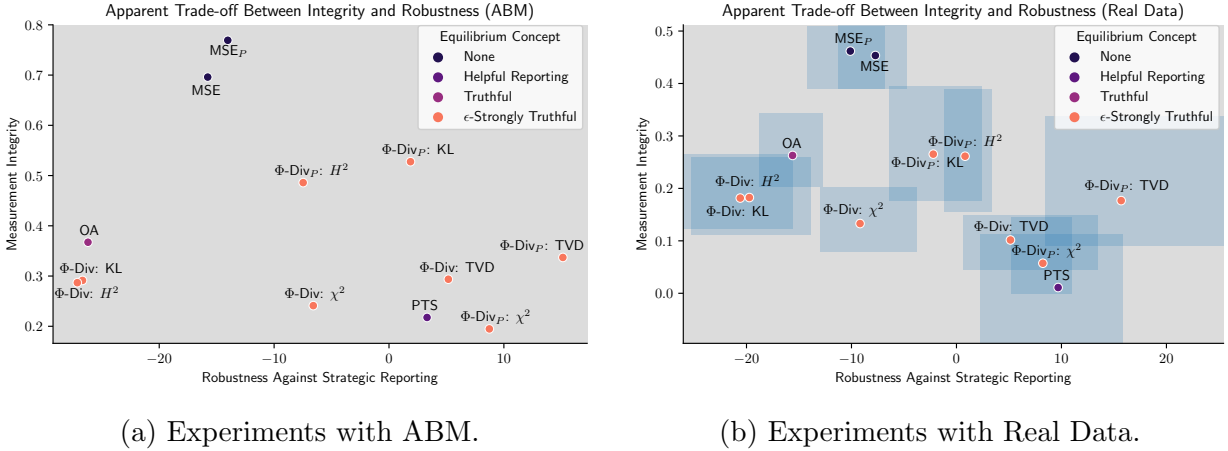 Apparent Trade-off Between Integrity and Robustness (ABM)
Measurement Integrity
0.8
0.7
0.6
0.5
0.4
0.3
0.2
Equilibrium Concept
None
Helpful Reporting
Truthful
ϵ-Strongly Truthful
MSE_P
MSE
Φ-Div_P: KL
Φ-Div_P: H²
OA
Φ-Div_P: TVD
Φ-Div: KL
Φ-Div: TVD
Φ-Div: H²
Φ-Div: χ²
PTS
Φ-Div_P: χ²
−20 −10 0 10
Robustness Against Strategic Reporting
(a) Experiments with ABM.
Apparent Trade-off Between Integrity and Robustness (Real Data)
Measurement Integrity
0.5
0.4
0.3
0.2
0.1
0.0
Equilibrium Concept
None
Helpful Reporting
Truthful
ϵ-Strongly Truthful
MSE_P
MSE
OA
Φ-Div_P: H²
Φ-Div_P: KL
Φ-Div: H²
Φ-Div_P: TVD
Φ-Div: KL
Φ-Div: χ²
Φ-Div: TVD
Φ-Div_P: χ²
PTS
−20 −10 0 10 20
Robustness Against Strategic Reporting
(b) Experiments with Real Data.